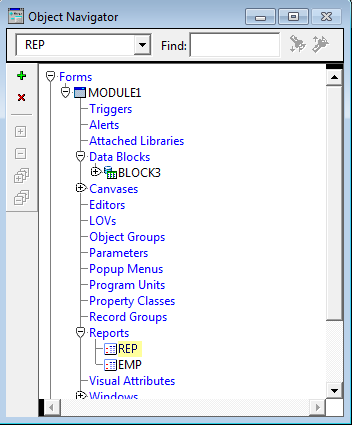 Object Navigator
REP
Find:
Forms
MODULE1
Triggers
Alerts
Attached Libraries
Data Blocks
BLOCK3
Canvases
Editors
LOVs
Object Groups
Parameters
Popup Menus
Program Units
Property Classes
Record Groups
Reports
REP
EMP
Visual Attributes
Windows